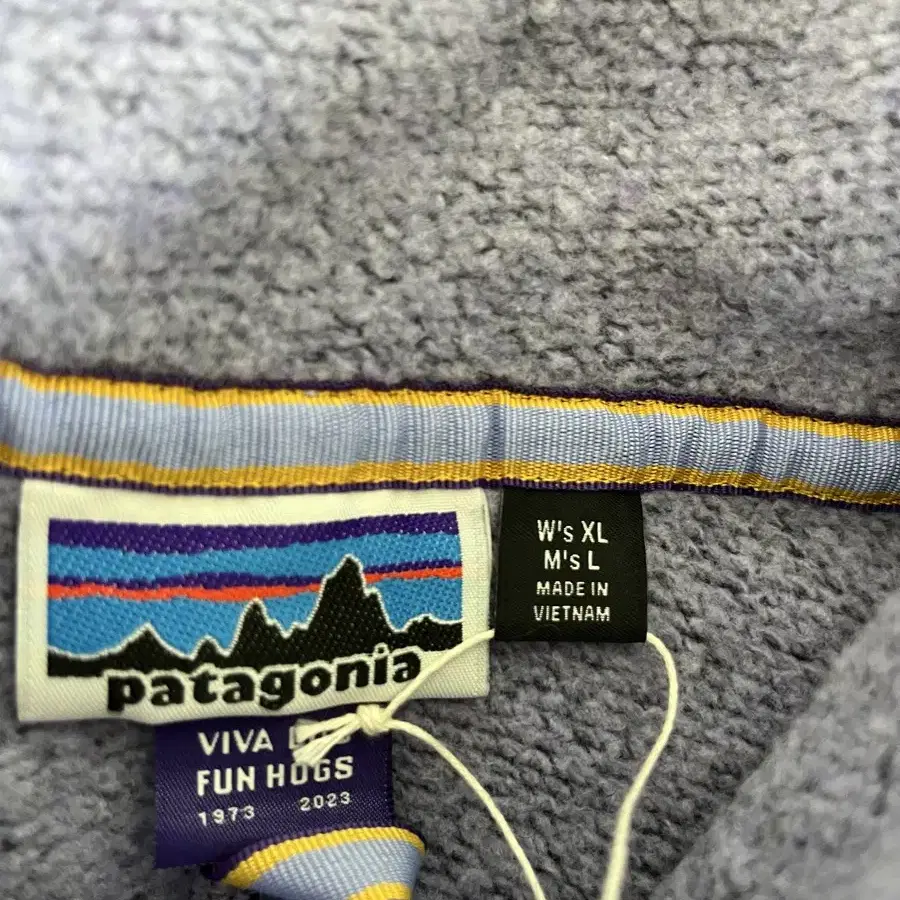 patagonia
W's XL
M's L
MADE IN
VIETNAM
VIVA
FUN HOGS
1973 2023